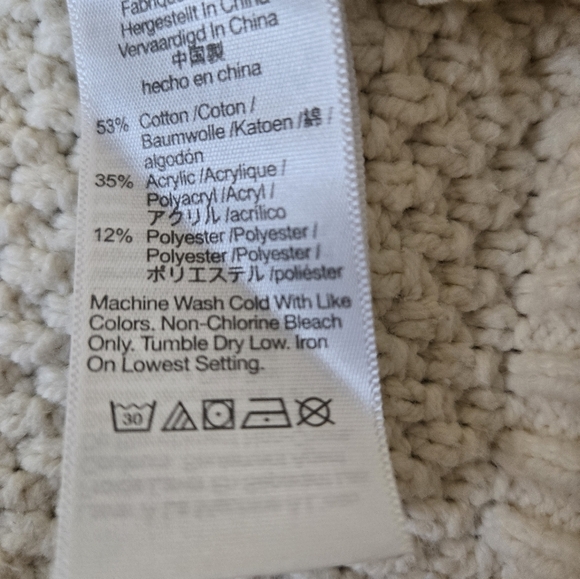 Hergestellt In China
Vervaardigd In China
中国製
hecho en china
53% Cotton /Coton /
Baumwolle /Katoen /綿 /
algodón
35% Acrylic /Acrylique /
Polyacryl /Acryl /
アクリル /acrílico
12% Polyester /Polyester /
Polyester /Polyester /
ポリエステル /poliéster
Machine Wash Cold With Like
Colors. Non-Chlorine Bleach
Only. Tumble Dry Low. Iron
On Lowest Setting.
30